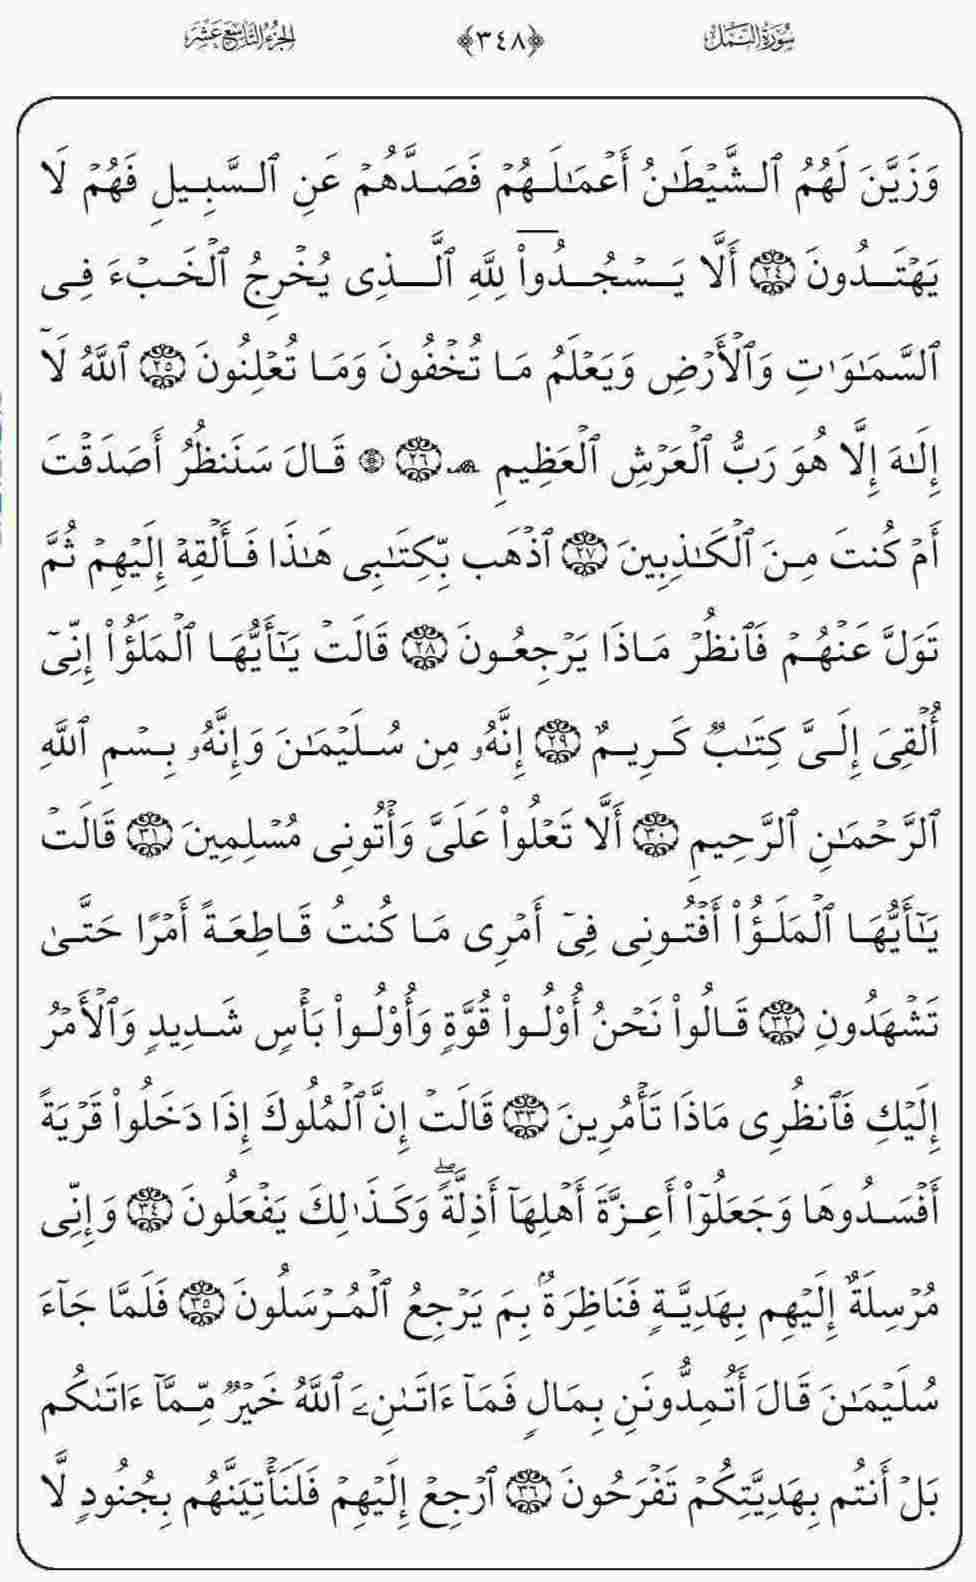 سُورَةُ النَّمْلِ ﴿٣٤٨﴾ الجُزْءُ التَّاسِعَ عَشَرَ
وَزَيَّنَ لَهُمُ ٱلشَّيْطَـٰنُ أَعْمَـٰلَهُمْ فَصَدَّهُمْ عَنِ ٱلسَّبِيلِ فَهُمْ لَا
يَهْتَدُونَ ٢٤ أَلَّا يَسْجُدُوا۟ لِلَّهِ ٱلَّذِى يُخْرِجُ ٱلْخَبْءَ فِى
ٱلسَّمَـٰوَٰتِ وَٱلْأَرْضِ وَيَعْلَمُ مَا تُخْفُونَ وَمَا تُعْلِنُونَ ٢٥ ٱللَّهُ لَآ
إِلَـٰهَ إِلَّا هُوَ رَبُّ ٱلْعَرْشِ ٱلْعَظِيمِ ۩ ٢٦ ۞ قَالَ سَنَنظُرُ أَصَدَقْتَ
أَمْ كُنتَ مِنَ ٱلْكَـٰذِبِينَ ٢٧ ٱذْهَب بِّكِتَـٰبِى هَـٰذَا فَأَلْقِهْ إِلَيْهِمْ ثُمَّ
تَوَلَّ عَنْهُمْ فَٱنظُرْ مَاذَا يَرْجِعُونَ ٢٨ قَالَتْ يَـٰٓأَيُّهَا ٱلْمَلَؤُا۟ إِنِّىٓ
أُلْقِىَ إِلَىَّ كِتَـٰبٌ كَرِيمٌ ٢٩ إِنَّهُۥ مِن سُلَيْمَـٰنَ وَإِنَّهُۥ بِسْمِ ٱللَّهِ
ٱلرَّحْمَـٰنِ ٱلرَّحِيمِ ٣٠ أَلَّا تَعْلُوا۟ عَلَىَّ وَأْتُونِى مُسْلِمِينَ ٣١ قَالَتْ
يَـٰٓأَيُّهَا ٱلْمَلَؤُا۟ أَفْتُونِى فِىٓ أَمْرِى مَا كُنتُ قَاطِعَةً أَمْرًا حَتَّىٰ
تَشْهَدُونِ ٣٢ قَالُوا۟ نَحْنُ أُو۟لُوا۟ قُوَّةٍ وَأُو۟لُوا۟ بَأْسٍ شَدِيدٍ وَٱلْأَمْرُ
إِلَيْكِ فَٱنظُرِى مَاذَا تَأْمُرِينَ ٣٣ قَالَتْ إِنَّ ٱلْمُلُوكَ إِذَا دَخَلُوا۟ قَرْيَةً
أَفْسَدُوهَا وَجَعَلُوٓا۟ أَعِزَّةَ أَهْلِهَآ أَذِلَّةً ۖ وَكَذَٰلِكَ يَفْعَلُونَ ٣٤ وَإِنِّى
مُرْسِلَةٌ إِلَيْهِم بِهَدِيَّةٍ فَنَاظِرَةٌۢ بِمَ يَرْجِعُ ٱلْمُرْسَلُونَ ٣٥ فَلَمَّا جَآءَ
سُلَيْمَـٰنَ قَالَ أَتُمِدُّونَنِ بِمَالٍ فَمَآ ءَاتَىٰنِۦَ ٱللَّهُ خَيْرٌ مِّمَّآ ءَاتَىٰكُم
بَلْ أَنتُم بِهَدِيَّتِكُمْ تَفْرَحُونَ ٣٦ ٱرْجِعْ إِلَيْهِمْ فَلَنَأْتِيَنَّهُم بِجُنُودٍ لَّا